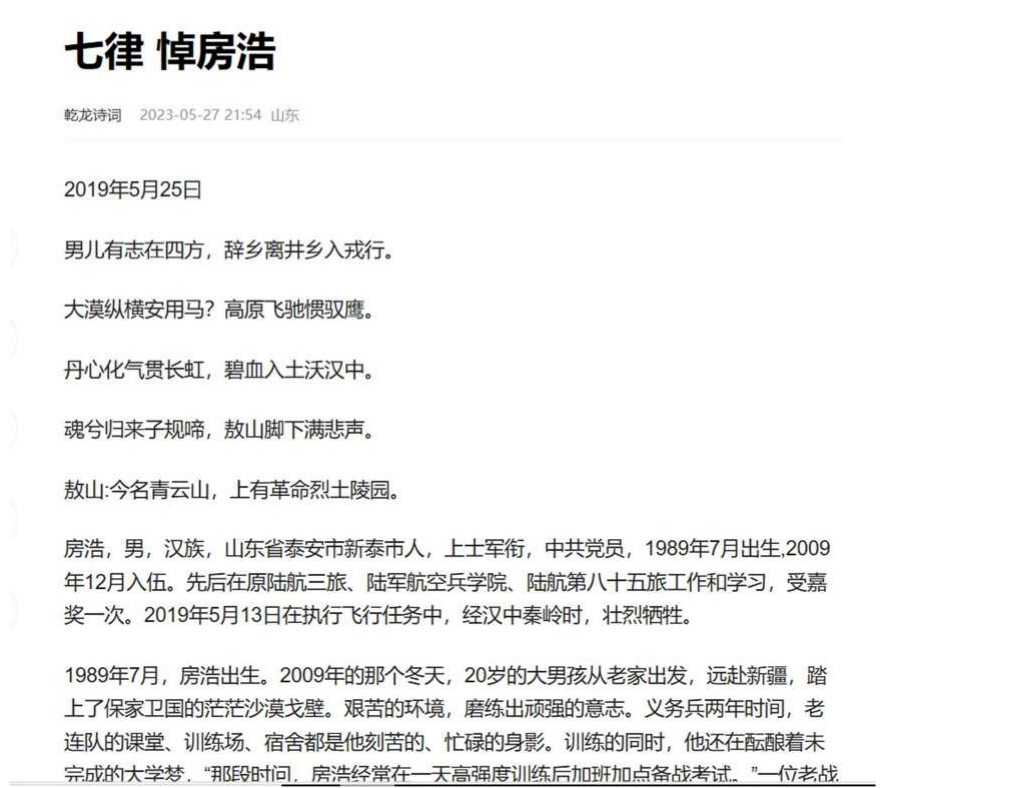 七律 悼房浩
乾龙诗词 2023-05-27 21:54 山东
2019年5月25日
男儿有志在四方，辞乡离井乡入戎行。
大漠纵横安用马？高原飞驰惯驭鹰。
丹心化气贯长虹，碧血入土沃汉中。
魂兮归来子规啼，敖山脚下满悲声。
敖山:今名青云山，上有革命烈士陵园。
房浩，男，汉族，山东省泰安市新泰市人，上士军衔，中共党员，1989年7月出生,2009
年12月入伍。先后在原陆航三旅、陆军航空兵学院、陆航第八十五旅工作和学习，受嘉
奖一次。2019年5月13日在执行飞行任务中，经汉中秦岭时，壮烈牺牲。
1989年7月，房浩出生。2009年的那个冬天，20岁的大男孩从老家出发，远赴新疆，踏
上了保家卫国的茫茫沙漠戈壁。艰苦的环境，磨练出顽强的意志。义务兵两年时间，老
连队的课堂、训练场、宿舍都是他刻苦的、忙碌的身影。训练的同时，他还在酝酿着未
完成的大学梦，“那段时间，房浩经常在一天高强度训练后加班加点备战考试。”一位老战